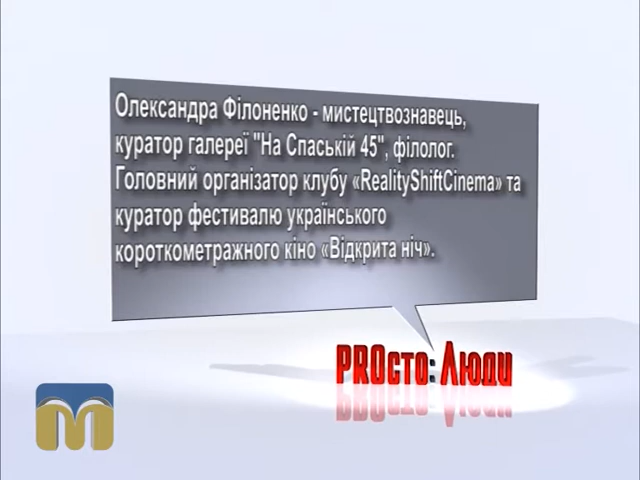 Олександра Філоненко - мистецтвознавець,
куратор галереї "На Спаській 45", філолог.
Головний організатор клубу «RealityShiftCinema» та
куратор фестивалю українського
короткометражного кіно «Відкрита ніч».
PROсто: Люди